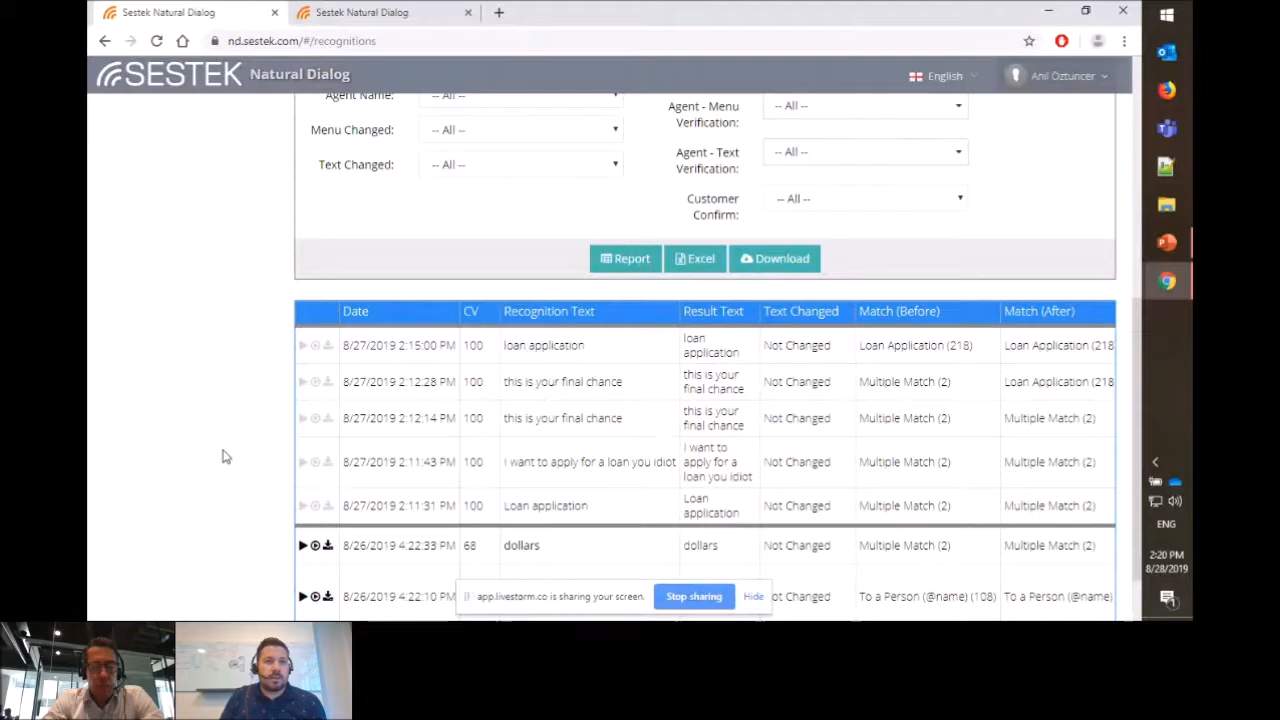 Sestek Natural Dialog
Sestek Natural Dialog
nd.sestek.com/#/recognitions
SESTEK Natural Dialog
English
Anil Oztuncer
Agent Name:
-- All --
Agent - Menu Verification:
-- All --
Menu Changed:
-- All --
Agent - Text Verification:
-- All --
Text Changed:
-- All --
Customer Confirm:
-- All --
Report
Excel
Download
Date CV Recognition Text Result Text Text Changed Match (Before) Match (After)
8/27/2019 2:15:00 PM 100 loan application loan application Not Changed Loan Application (218) Loan Application (218
8/27/2019 2:12:28 PM 100 this is your final chance this is your final chance Not Changed Multiple Match (2) Loan Application (218
8/27/2019 2:12:14 PM 100 this is your final chance this is your final chance Not Changed Multiple Match (2) Multiple Match (2)
8/27/2019 2:11:43 PM 100 i want to apply for a loan you idiot i want to apply for a loan you idiot Not Changed Multiple Match (2) Multiple Match (2)
8/27/2019 2:11:31 PM 100 Loan application Loan application Not Changed Multiple Match (2) Multiple Match (2)
8/26/2019 4:22:33 PM 68 dollars dollars Not Changed Multiple Match (2) Multiple Match (2)
8/26/2019 4:22:10 PM ot Changed To a Person (@name) (108) To a Person (@name)
app.livestorm.co is sharing your screen.
Stop sharing
Hide
ENG
2:20 PM
8/28/2019